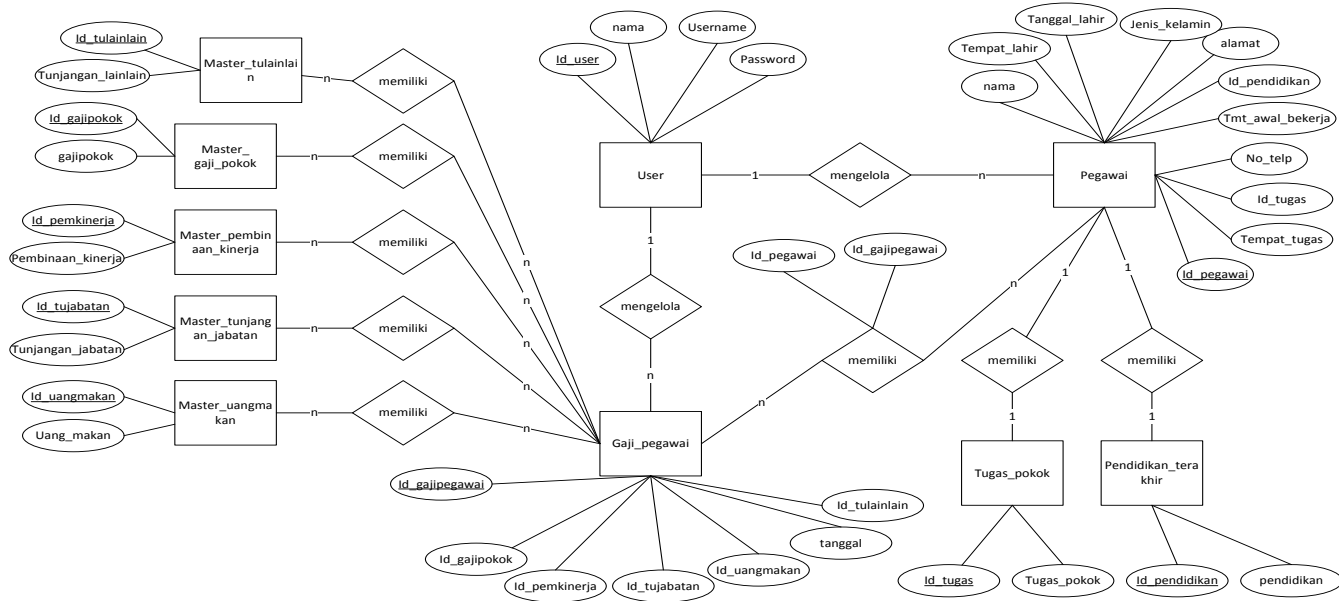 Id_tulainlain
Tunjangan_lainlain
Master_tulainlai
n
n
memiliki
n
Id_gajipokok
gajipokok
Master_
gaji_pokok
n
memiliki
n
Id_pemkinerja
Pembinaan_kinerja
Master_pembin
aan_kinerja
n
memiliki
n
Id_tujabatan
Tunjangan_jabatan
Master_tunjan
gan_jabatan
n
memiliki
n
Id_uangmakan
Uang_makan
Master_uangma
kan
n
memiliki
n
Id_user
nama
Username
Password
User
1
mengelola
n
1
mengelola
n
nama
Tempat_lahir
Tanggal_lahir
Jenis_kelamin
alamat
Id_pendidikan
Tmt_awal_bekerja
Pegawai
No_telp
Id_tugas
Tempat_tugas
Id_pegawai
Id_pegawai
Id_gajipegawai
memiliki
n
n
1
memiliki
1
1
memiliki
1
Gaji_pegawai
Id_gajipegawai
Id_gajipokok
Id_pemkinerja
Id_tujabatan
Id_uangmakan
tanggal
Id_tulainlain
Tugas_pokok
Id_tugas
Tugas_pokok
Pendidikan_tera
khir
Id_pendidikan
pendidikan